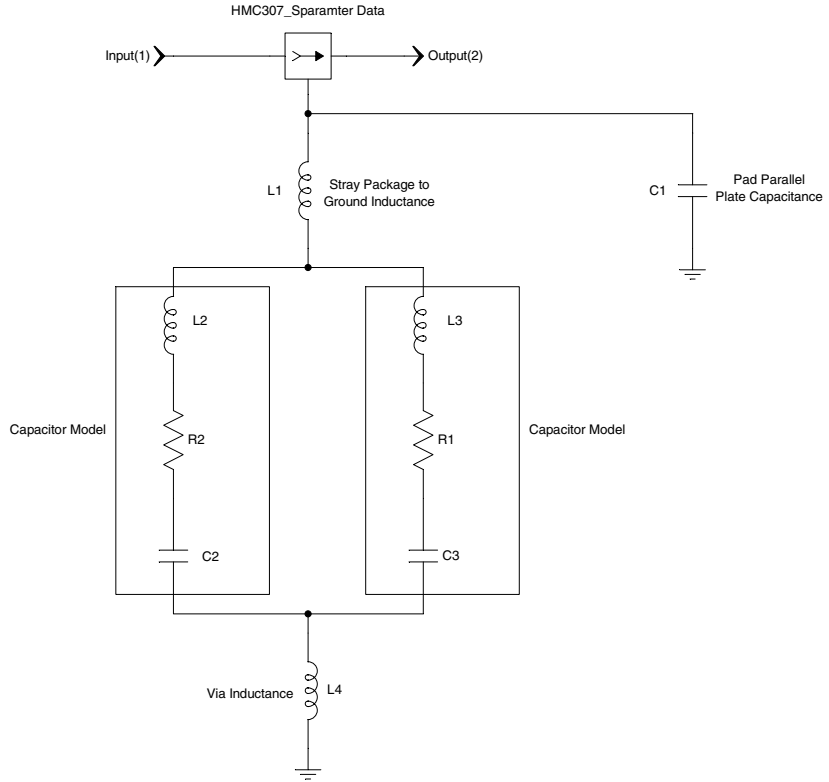 HMC307_Sparamter Data
Input(1)
Output(2)
L1
Stray Package to
Ground Inductance
C1
Pad Parallel
Plate Capacitance
L2
L3
Capacitor Model
R2
R1
Capacitor Model
C2
C3
Via Inductance
L4